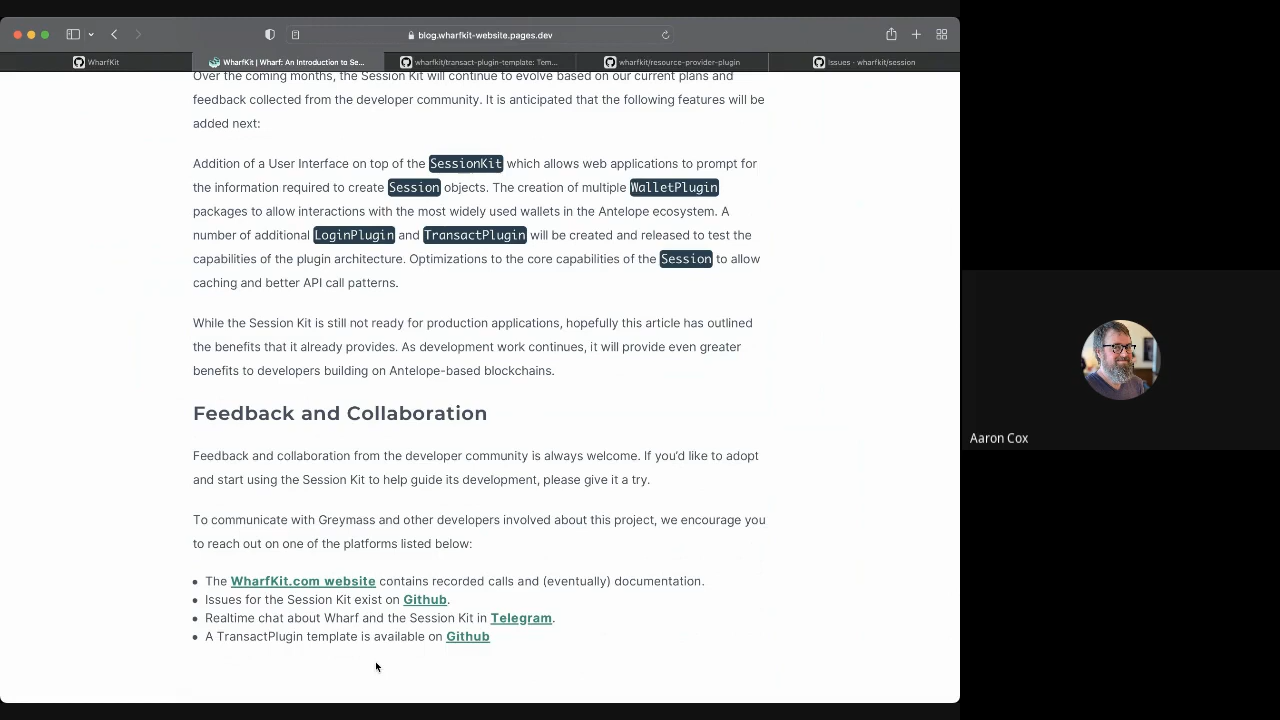 blog.wharfkit-website.pages.dev
WharfKit
WharfKit | Wharf: An Introduction to Se...
wharfkit/transact-plugin-template: Tem...
wharfkit/resource-provider-plugin
Issues · wharfkit/session
Over the coming months, the Session Kit will continue to evolve based on our current plans and
feedback collected from the developer community. It is anticipated that the following features will be
added next:
Addition of a User Interface on top of the SessionKit which allows web applications to prompt for
the information required to create Session objects. The creation of multiple WalletPlugin
packages to allow interactions with the most widely used wallets in the Antelope ecosystem. A
number of additional LoginPlugin and TransactPlugin will be created and released to test the
capabilities of the plugin architecture. Optimizations to the core capabilities of the Session to allow
caching and better API call patterns.
While the Session Kit is still not ready for production applications, hopefully this article has outlined
the benefits that it already provides. As development work continues, it will provide even greater
benefits to developers building on Antelope-based blockchains.
Feedback and Collaboration
Feedback and collaboration from the developer community is always welcome. If you'd like to adopt
and start using the Session Kit to help guide its development, please give it a try.
To communicate with Greymass and other developers involved about this project, we encourage you
to reach out on one of the platforms listed below:
• The WharfKit.com website contains recorded calls and (eventually) documentation.
• Issues for the Session Kit exist on Github.
• Realtime chat about Wharf and the Session Kit in Telegram.
• A TransactPlugin template is available on Github
Aaron Cox